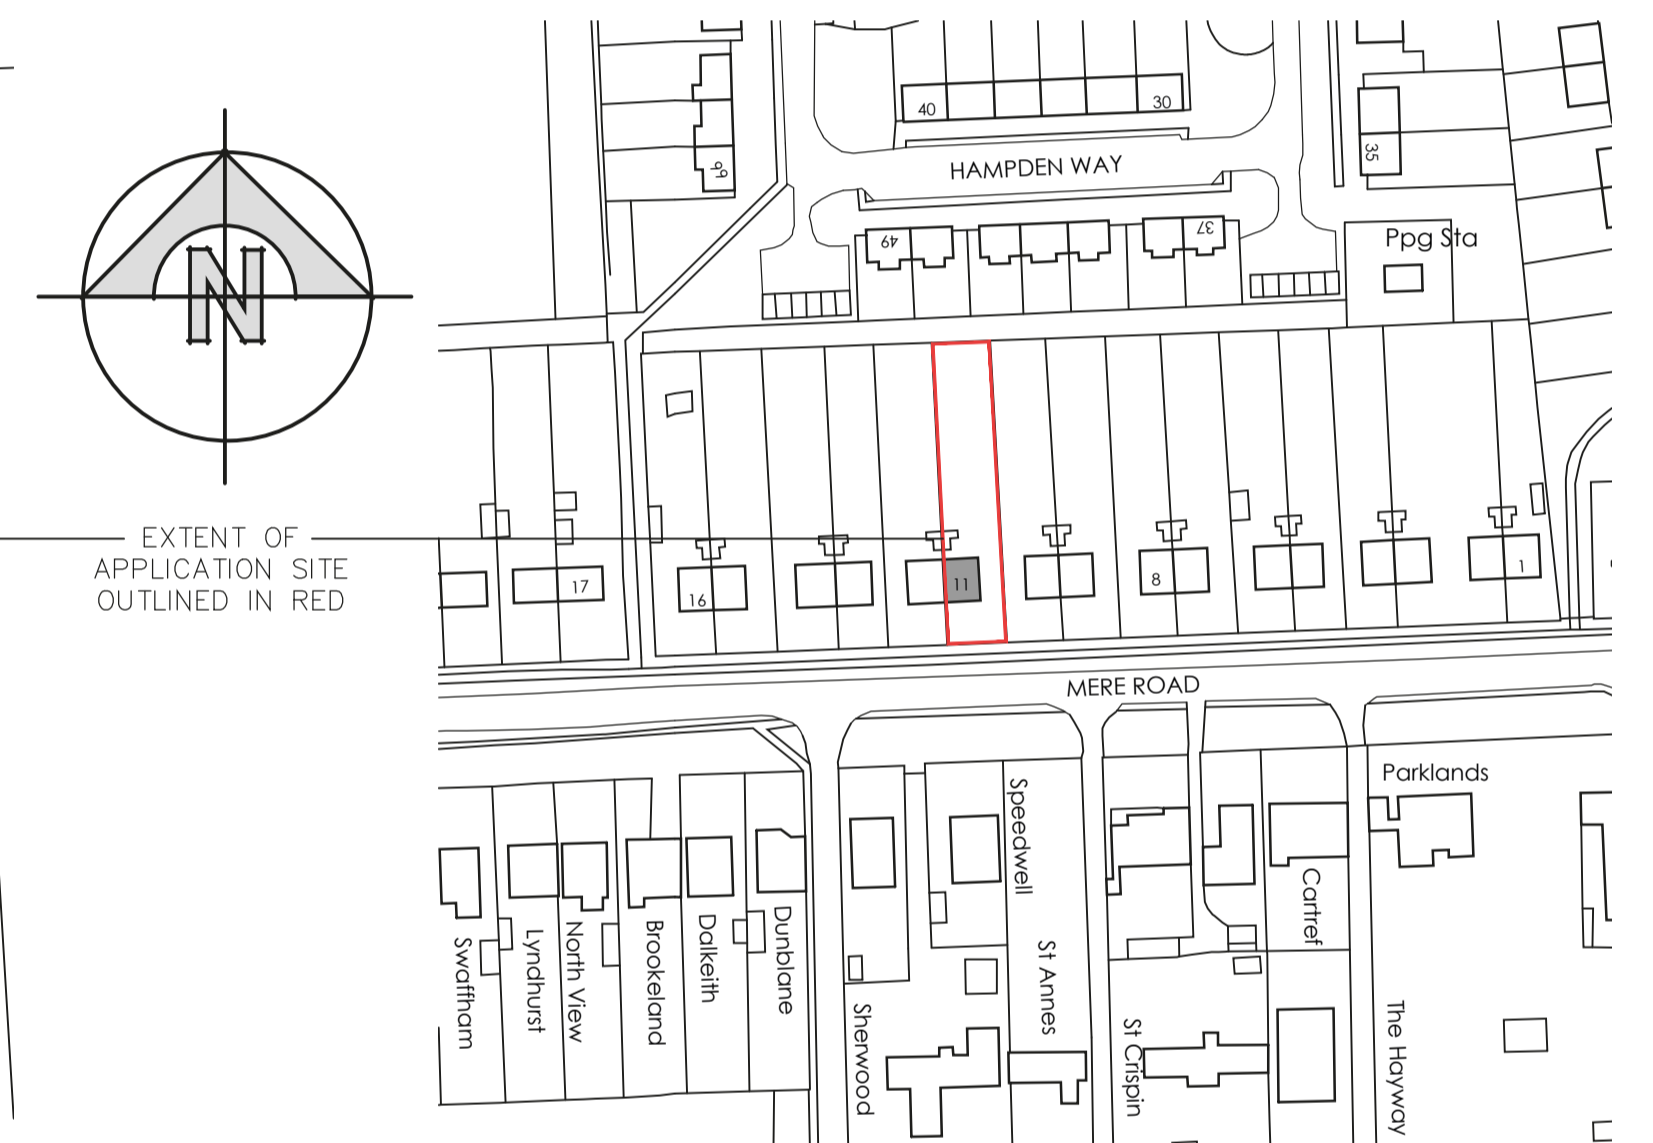 40
30
99
HAMPDEN WAY
35
49
37
Ppg Sta
N
EXTENT OF
APPLICATION SITE
OUTLINED IN RED
17
16
11
8
1
MERE ROAD
Parklands
Speedwell
Cartref
Swaffham
Lyndhurst
North View
Brookeland
Dalkeith
Dunblane
Sherwood
St Annes
St Crispin
The Hayway